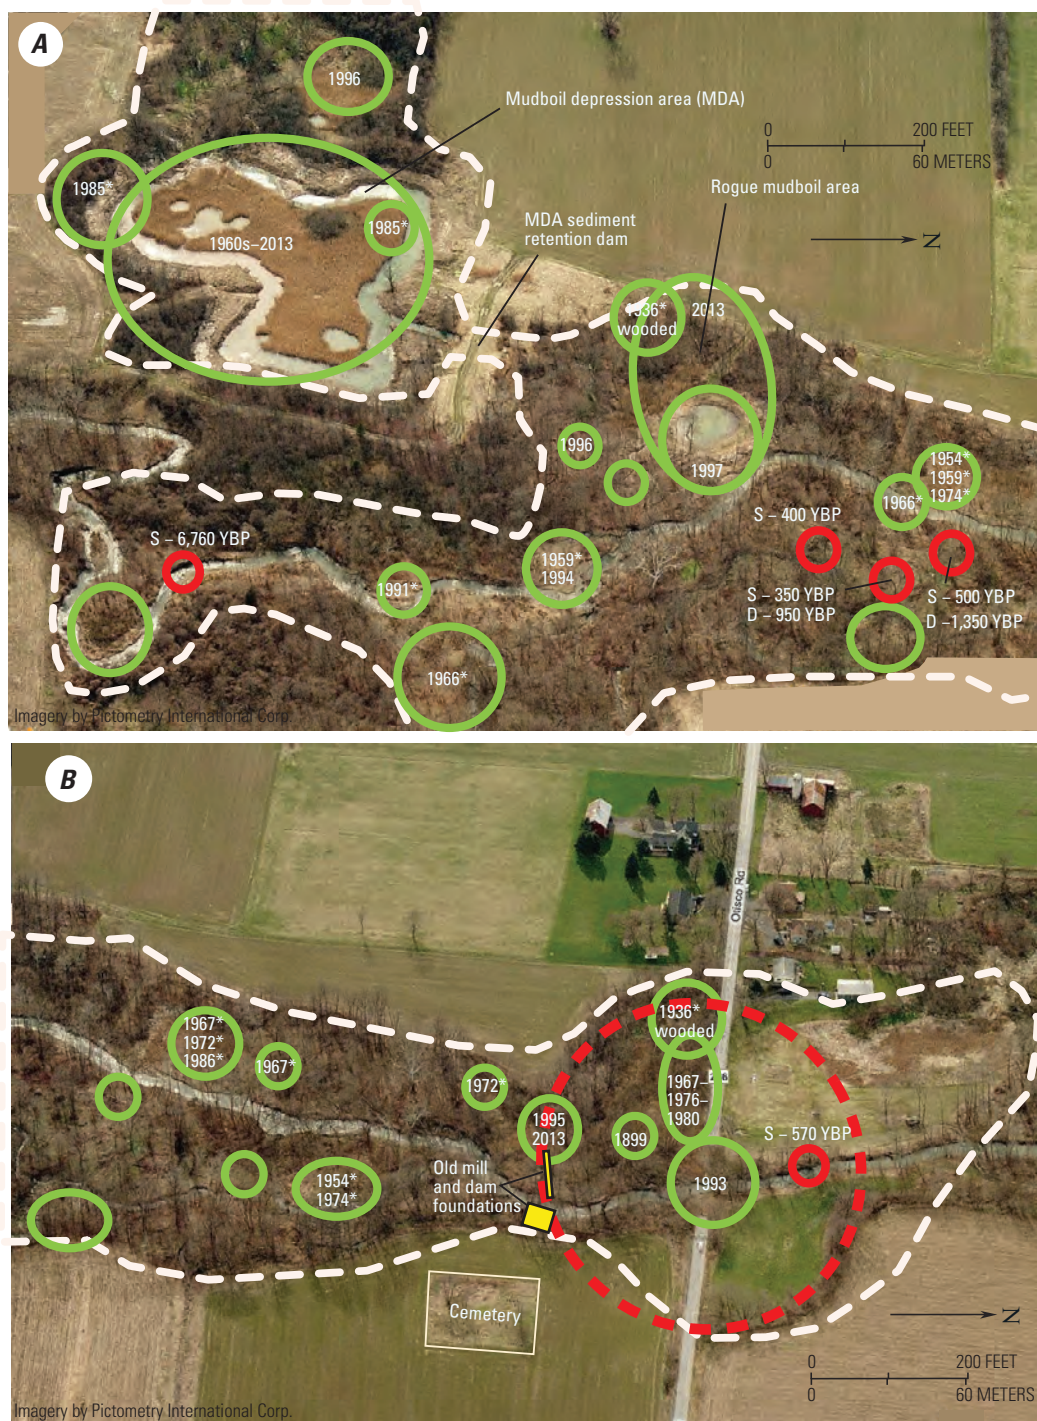 A
1996
Mudboil depression area (MDA)
0 200 FEET
0 60 METERS
1985*
Rogue mudboil area
1985*
MDA sediment
retention dam
1960s–2013
N
1936*
wooded
2013
1996
1997
1954*
1959*
1974*
1966*
S – 400 YBP
S – 6,760 YBP
1959*
1994
1991*
S – 350 YBP
D – 950 YBP
S – 500 YBP
D –1,350 YBP
1966*
Imagery by Pictometry International Corp.
B
Otisco Rd
1936*
wooded
1967*
1972*
1986*
1967*
1972*
1967–
1976–
1980
1995
2013
1899
S – 570 YBP
Old mill
and dam
foundations
1954*
1974*
1993
Cemetery
N
0 200 FEET
0 60 METERS
Imagery by Pictometry International Corp.